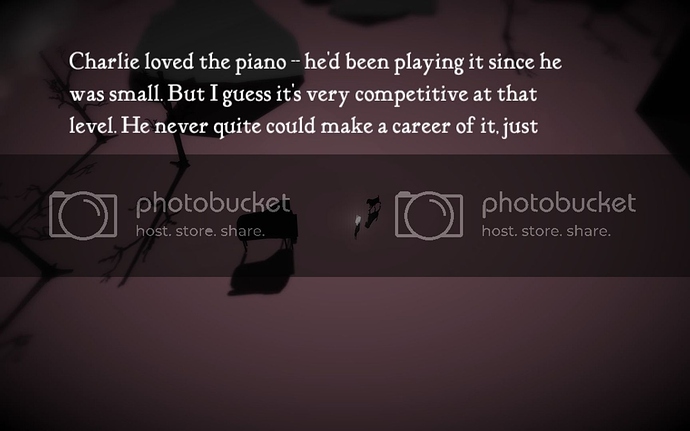 Charlie loved the piano -- he'd been playing it since he
was small. But I guess it's very competitive at that
level. He never quite could make a career of it, just
photobucket photobucket
host. store. share. host. store. share.